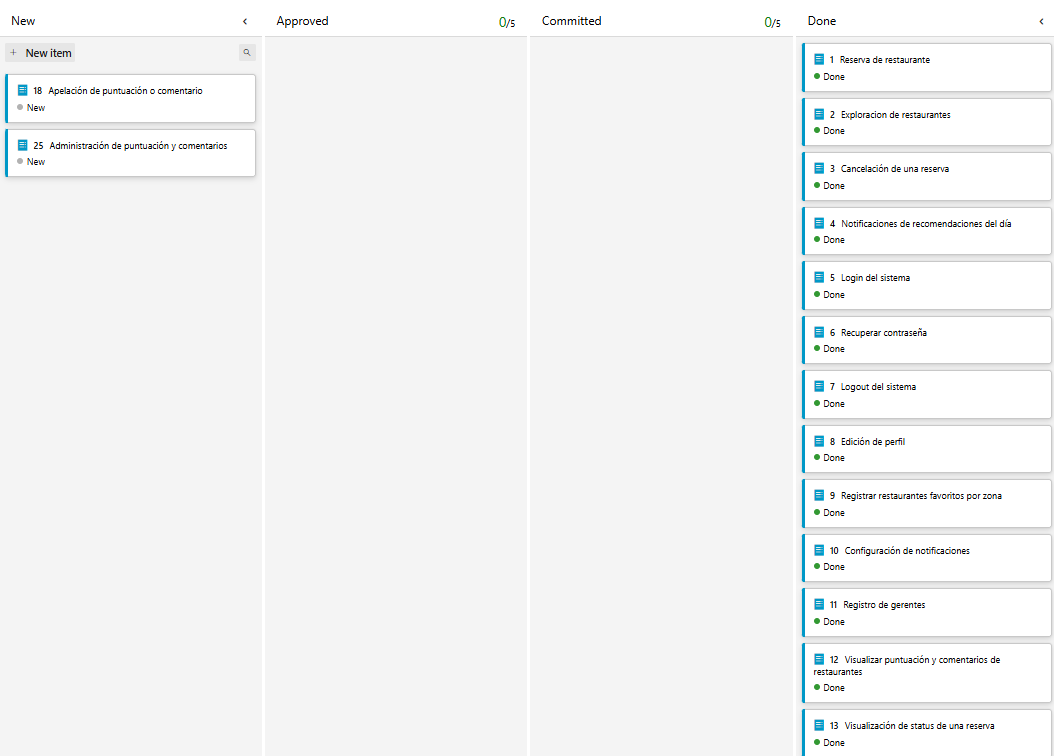 New
Approved
0/5
Committed
0/5
Done
+ New item
18 Apelación de puntuación o comentario
New
25 Administración de puntuación y comentarios
New
1 Reserva de restaurante
Done
2 Exploracion de restaurantes
Done
3 Cancelación de una reserva
Done
4 Notificaciones de recomendaciones del día
Done
5 Login del sistema
Done
6 Recuperar contraseña
Done
7 Logout del sistema
Done
8 Edición de perfil
Done
9 Registrar restaurantes favoritos por zona
Done
10 Configuración de notificaciones
Done
11 Registro de gerentes
Done
12 Visualizar puntuación y comentarios de
restaurantes
Done
13 Visualización de status de una reserva
Done